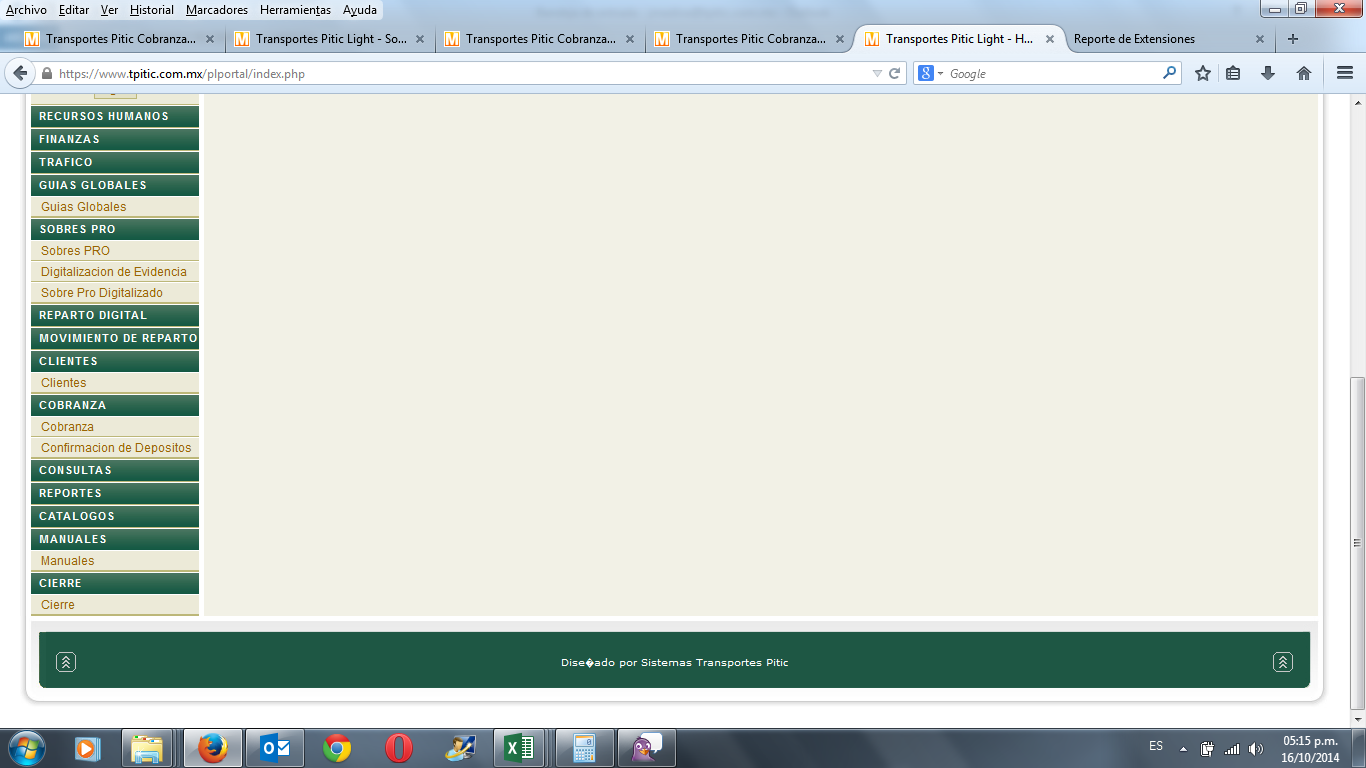 Archivo Editar Ver Historial Marcadores Herramientas Ayuda
Transportes Pitic Cobranza... Transportes Pitic Light - So... Transportes Pitic Cobranza... Transportes Pitic Cobranza... Transportes Pitic Light - H... Reporte de Extensiones
https://www.tpitic.com.mx/plportal/index.php Google
RECURSOS HUMANOS
FINANZAS
TRAFICO
GUIAS GLOBALES
Guias Globales
SOBRES PRO
Sobres PRO
Digitalizacion de Evidencia
Sobre Pro Digitalizado
REPARTO DIGITAL
MOVIMIENTO DE REPARTO
CLIENTES
Clientes
COBRANZA
Cobranza
Confirmacion de Depositos
CONSULTAS
REPORTES
CATALOGOS
MANUALES
Manuales
CIERRE
Cierre
Dise�ado por Sistemas Transportes Pitic
ES
05:15 p.m.
16/10/2014